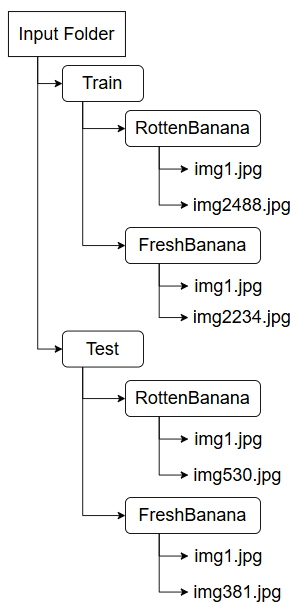 Input Folder
Train
RottenBanana
img1.jpg
img2488.jpg
FreshBanana
img1.jpg
img2234.jpg
Test
RottenBanana
img1.jpg
img530.jpg
FreshBanana
img1.jpg
img381.jpg